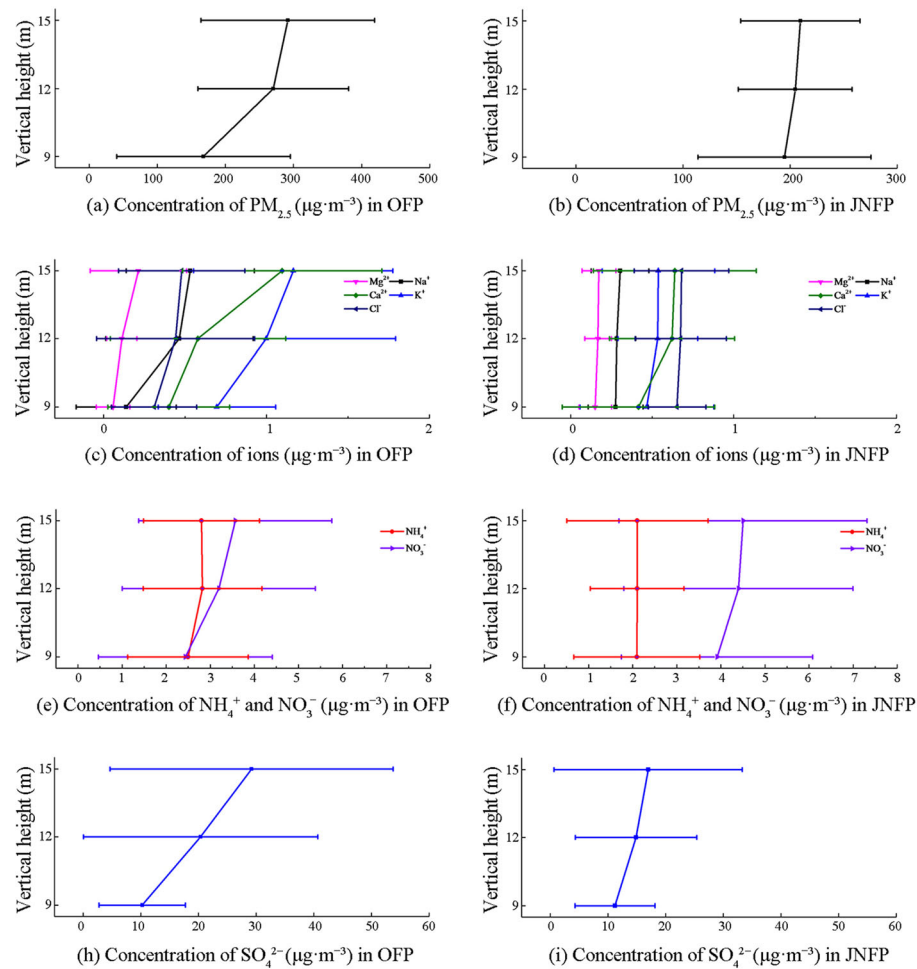 Vertical height (m)
15
12
9
0 100 200 300 400 500
(a) Concentration of PM₂.₅ (μg·m⁻³) in OFP
Vertical height (m)
15
12
9
0 100 200 300
(b) Concentration of PM₂.₅ (μg·m⁻³) in JNFP
Vertical height (m)
15
12
9
Mg²⁺ Na⁺
Ca²⁺ K⁺
Cl⁻
0 1 2
(c) Concentration of ions (μg·m⁻³) in OFP
Vertical height (m)
15
12
9
Mg²⁺ Na⁺
Ca²⁺ K⁺
Cl⁻
0 1 2
(d) Concentration of ions (μg·m⁻³) in JNFP
Vertical height (m)
15
12
9
NH₄⁺
NO₃⁻
0 1 2 3 4 5 6 7 8
(e) Concentration of NH₄⁺ and NO₃⁻ (μg·m⁻³) in OFP
Vertical height (m)
15
12
9
NH₄⁺
NO₃⁻
0 1 2 3 4 5 6 7 8
(f) Concentration of NH₄⁺ and NO₃⁻ (μg·m⁻³) in JNFP
Vertical height (m)
15
12
9
0 10 20 30 40 50 60
(h) Concentration of SO₄²⁻(μg·m⁻³) in OFP
Vertical height (m)
15
12
9
0 10 20 30 40 50 60
(i) Concentration of SO₄²⁻(μg·m⁻³) in JNFP